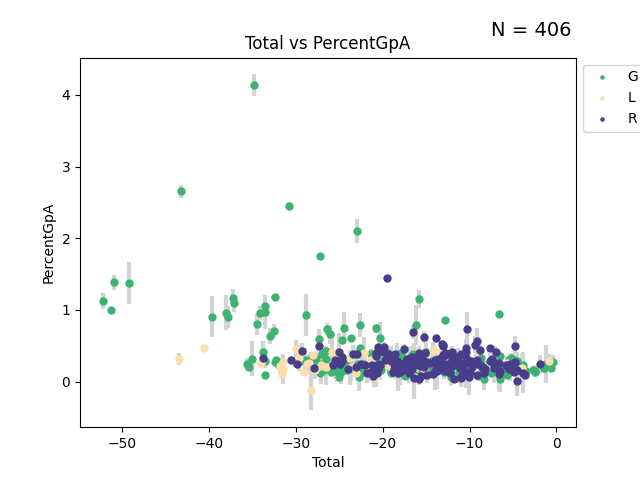 N = 406
Total vs PercentGpA
G
L
R
PercentGpA
4
3
2
1
0
−50
−40
−30
−20
−10
0
Total